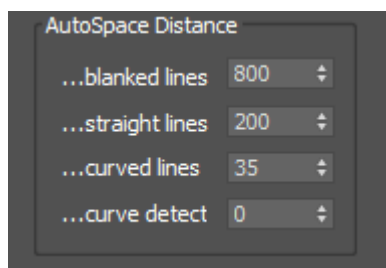 AutoSpace Distance
...blanked lines 800
...straight lines 200
...curved lines 35
...curve detect 0